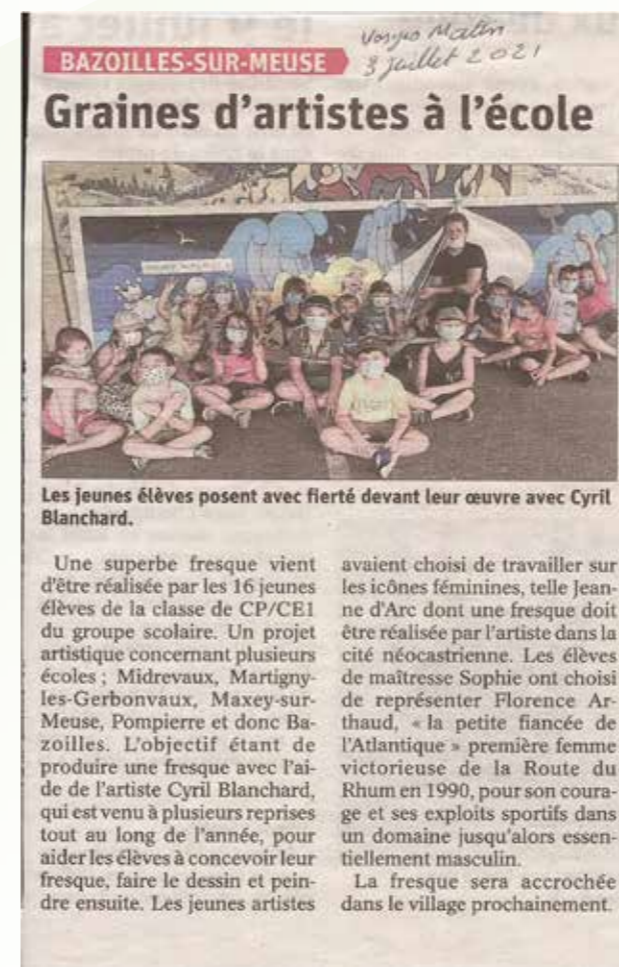 Vosges Matin
3 juillet 2021
BAZOILLES-SUR-MEUSE
Graines d'artistes à l'école
Les jeunes élèves posent avec fierté devant leur œuvre avec Cyril
Blanchard.
Une superbe fresque vient
d'être réalisée par les 16 jeunes
élèves de la classe de CP/CE1
du groupe scolaire. Un projet
artistique concernant plusieurs
écoles ; Midrevaux, Martigny-
les-Gerbonvaux, Maxey-sur-
Meuse, Pompierre et donc Ba-
zoilles. L'objectif étant de
produire une fresque avec l'ai-
de de l'artiste Cyril Blanchard,
qui est venu à plusieurs reprises
tout au long de l'année, pour
aider les élèves à concevoir leur
fresque, faire le dessin et pein-
dre ensuite. Les jeunes artistes
avaient choisi de travailler sur
les icônes féminines, telle Jean-
ne d'Arc dont une fresque doit
être réalisée par l'artiste dans la
cité néocastrienne. Les élèves
de maîtresse Sophie ont choisi
de représenter Florence Ar-
thaud, « la petite fiancée de
l'Atlantique » première femme
victorieuse de la Route du
Rhum en 1990, pour son coura-
ge et ses exploits sportifs dans
un domaine jusqu'alors essen-
tiellement masculin.
La fresque sera accrochée
dans le village prochainement.